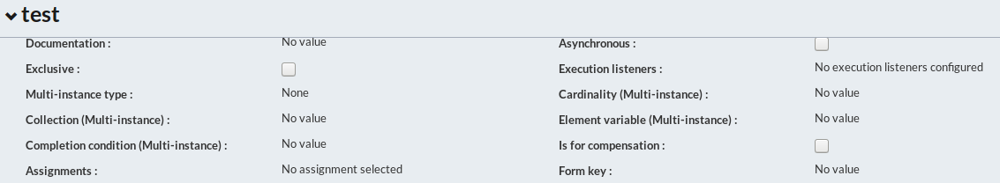 test
Documentation : No value Asynchronous :
Exclusive : Execution listeners : No execution listeners configured
Multi-instance type : None Cardinality (Multi-instance) : No value
Collection (Multi-instance) : No value Element variable (Multi-instance) : No value
Completion condition (Multi-instance) : No value Is for compensation :
Assignments : No assignment selected Form key : No value